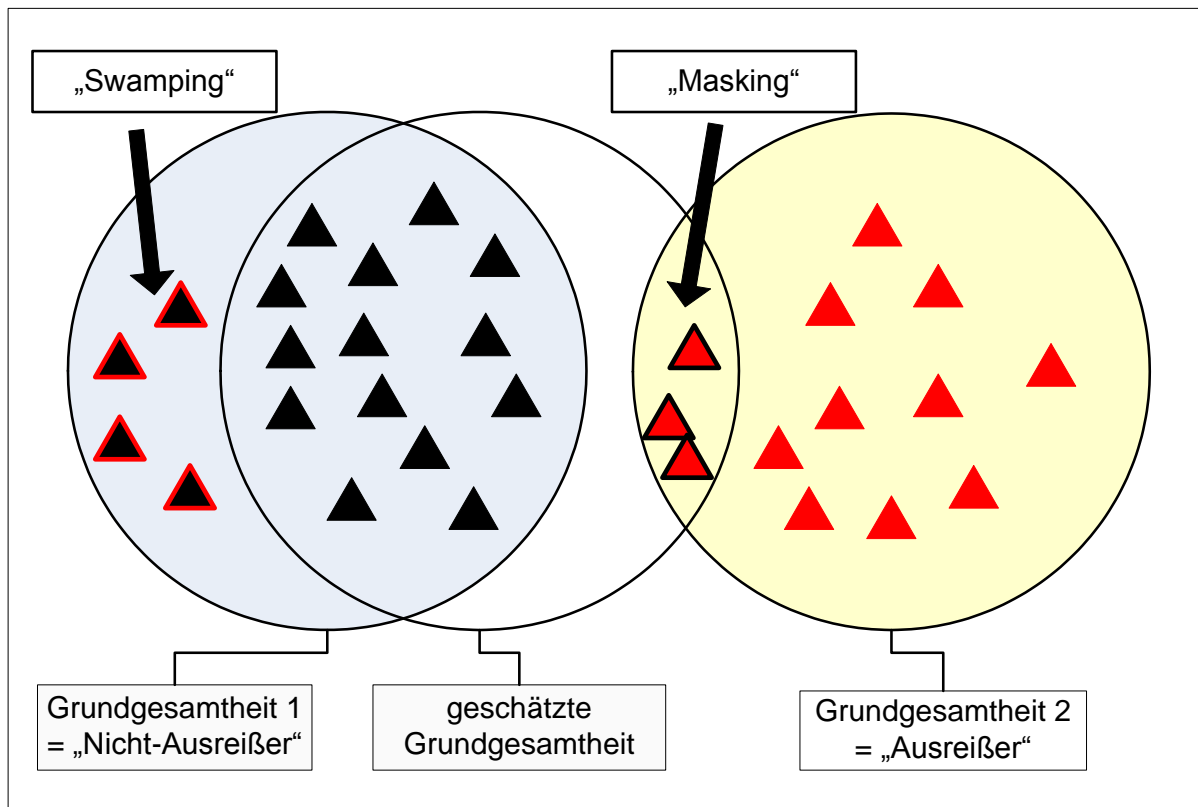 „Swamping“
„Masking“
Grundgesamtheit 1
= „Nicht-Ausreißer“
geschätzte
Grundgesamtheit
Grundgesamtheit 2
= „Ausreißer“